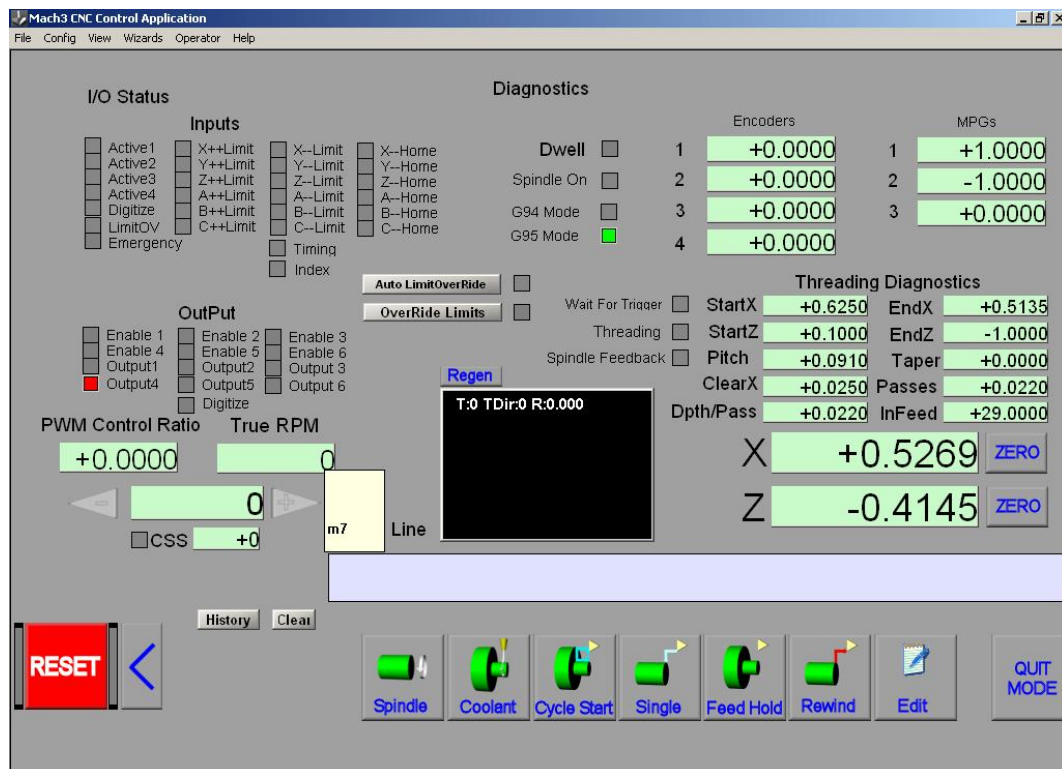 Mach3 CNC Control Application
File Config View Wizards Operator Help
Diagnostics
I/O Status
Inputs
Active1 X++Limit X--Limit X--Home
Active2 Y++Limit Y--Limit Y--Home
Active3 Z++Limit Z--Limit Z--Home
Active4 A++Limit A--Limit A--Home
Digitize B++Limit B--Limit B--Home
LimitOV C++Limit C--Limit C--Home
Emergency Timing
Index
Dwell
Spindle On
G94 Mode
G95 Mode
Encoders
1 +0.0000
2 +0.0000
3 +0.0000
4 +0.0000
MPGs
1 +1.0000
2 -1.0000
3 +0.0000
Auto LimitOverRide
OverRide Limits
OutPut
Enable 1 Enable 2 Enable 3
Enable 4 Enable 5 Enable 6
Output1 Output2 Output 3
Output4 Output5 Output 6
Digitize
Wait For Trigger
Threading
Spindle Feedback
Threading Diagnostics
StartX +0.6250 EndX +0.5135
StartZ +0.1000 EndZ -1.0000
Pitch +0.0910 Taper +0.0000
ClearX +0.0250 Passes +0.0220
Dpth/Pass +0.0220 InFeed +29.0000
Regen
T:0 TDir:0 R:0.000
PWM Control Ratio True RPM
+0.0000 0
0
CSS +0
m7
Line
X +0.5269 ZERO
Z -0.4145 ZERO
History Clear
RESET
Spindle Coolant Cycle Start Single Feed Hold Rewind Edit
QUIT
MODE